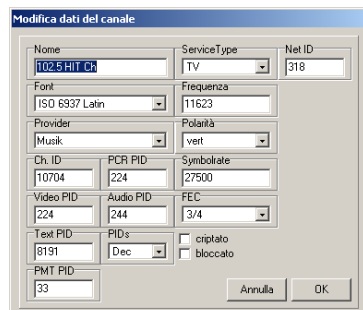 Modifica dati del canale
Nome ServiceType Net ID
102.5 HIT Ch TV 318
Font Frequenza
ISO 6937 Latin 11623
Provider Polarità
Musik vert
Ch. ID PCR PID Symbolrate
10704 224 27500
Video PID Audio PID FEC
224 244 3/4
Text PID PIDs criptato
8191 Dec bloccato
PMT PID
33 Annulla OK